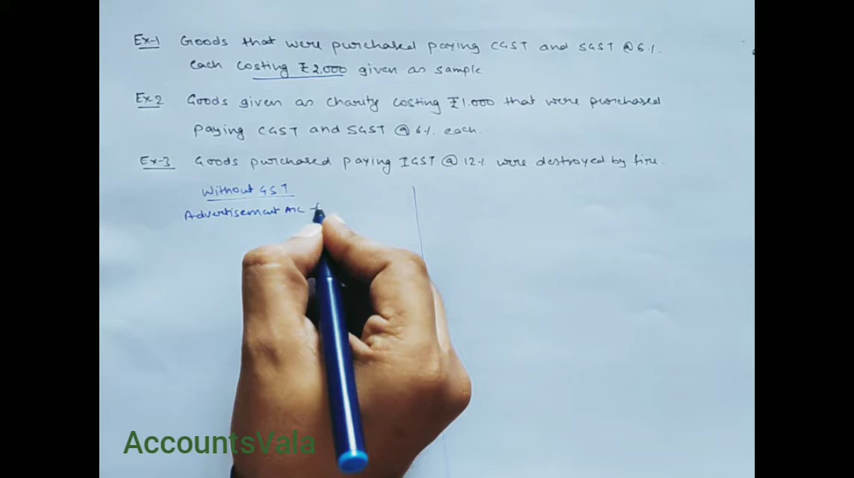 Ex-1 Goods that were purchased paying CGST and SGST @ 6%.
each costing ₹2,000 given as sample
Ex-2 Goods given as charity costing ₹1,000 that were purchased
paying CGST and SGST @ 6% each.
Ex-3 Goods purchased paying IGST @ 12% were destroyed by fire.
Without GST
Advertisement A/c
AccountsVala